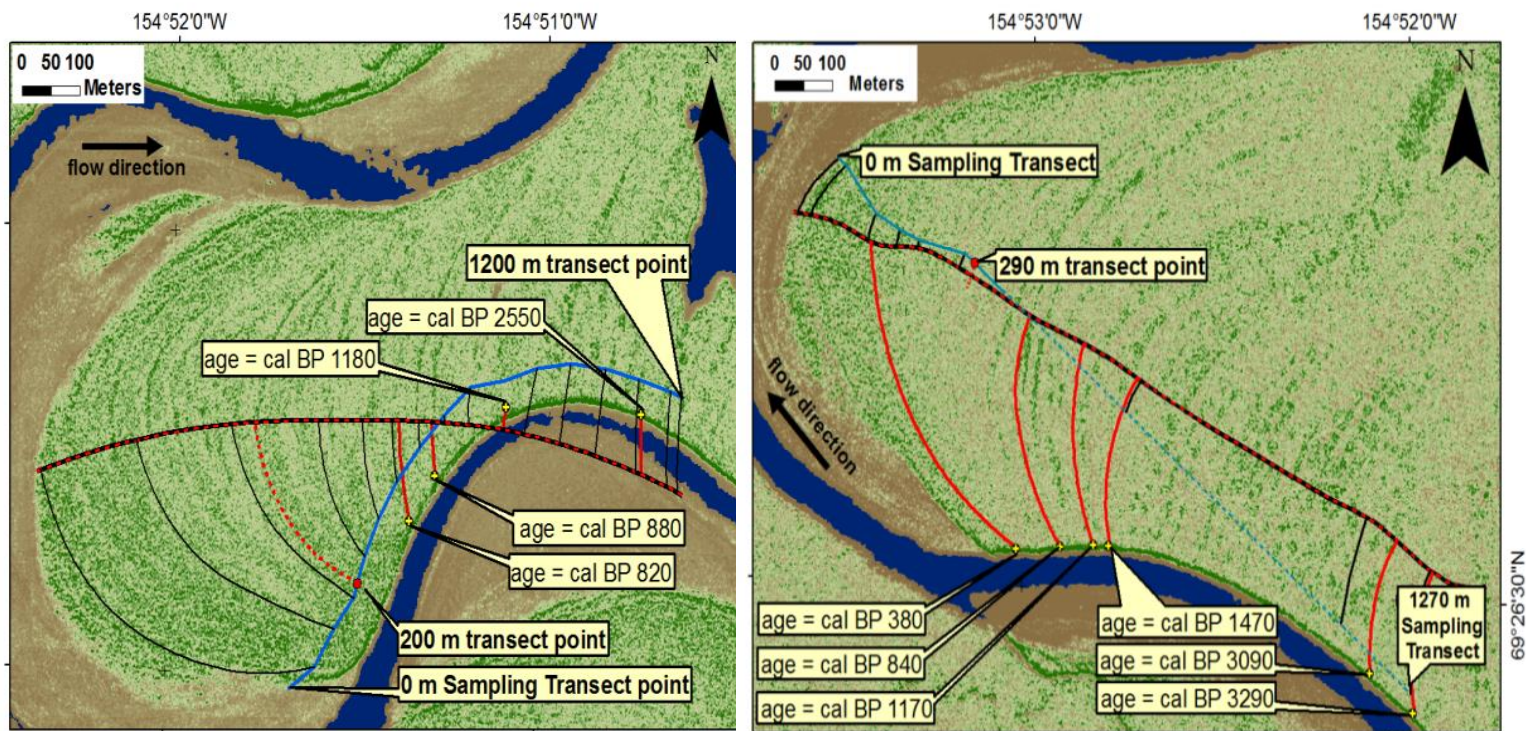 154°52'0"W
154°51'0"W
0 50 100
Meters
N
flow direction
1200 m transect point
age = cal BP 2550
age = cal BP 1180
age = cal BP 880
age = cal BP 820
200 m transect point
0 m Sampling Transect point
154°53'0"W
154°52'0"W
0 50 100
Meters
N
0 m Sampling Transect
290 m transect point
flow direction
age = cal BP 380
age = cal BP 840
age = cal BP 1170
age = cal BP 1470
age = cal BP 3090
age = cal BP 3290
1270 m
Sampling
Transect
69°26'30"N